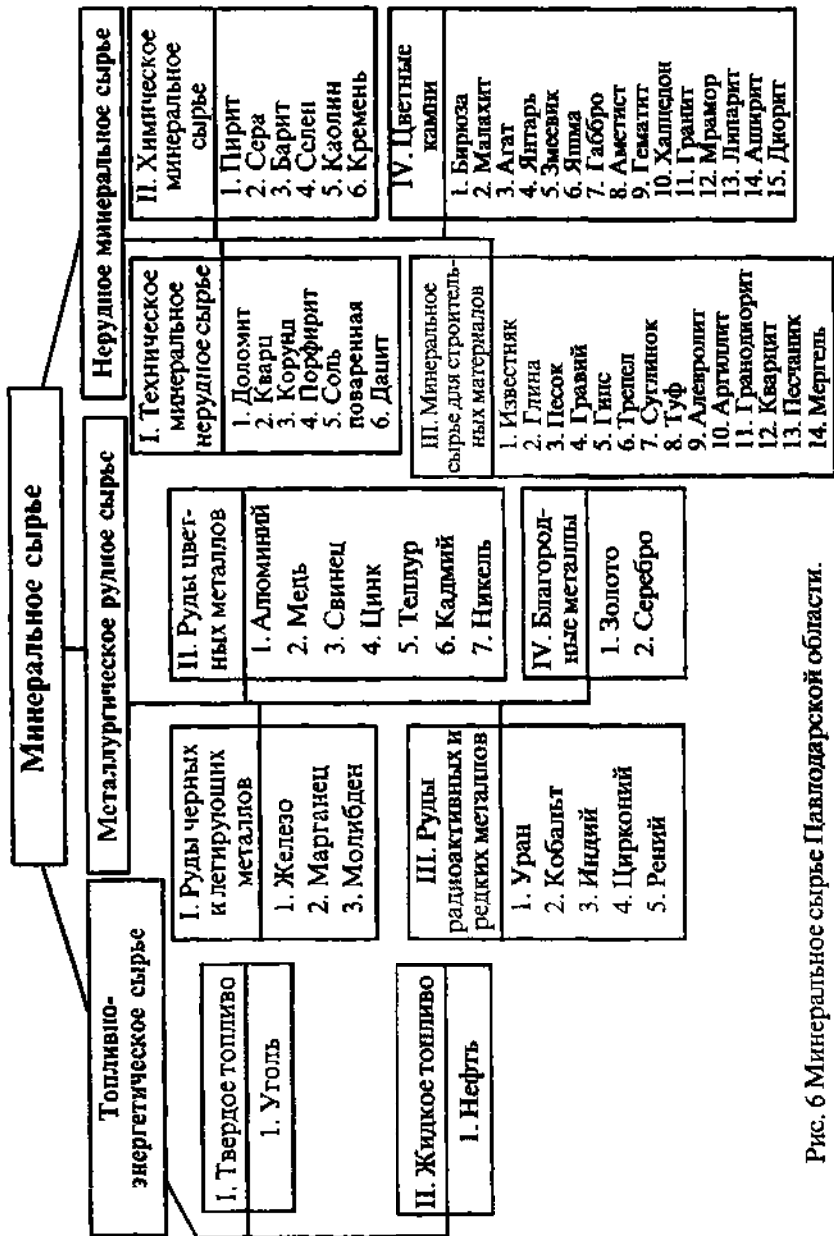 Минеральное сырье
Топливно-
энергетическое сырье
I. Твердое топливо
1. Уголь
II. Жидкое топливо
1. Нефть
Металлургическое рудное сырье
I. Руды черных
и легирующих
металлов
1. Железо
2. Марганец
3. Молибден
II. Руды цвет-
ных металлов
1. Алюминий
2. Медь
3. Свинец
4. Цинк
5. Теллур
6. Кадмий
7. Никель
III. Руды
радиоактивных и
редких металлов
1. Уран
2. Кобальт
3. Индий
4. Цирконий
5. Рений
IV. Благород-
ные металлы
1. Золото
2. Серебро
Нерудное минеральное сырье
I. Техническое
минеральное
нерудное сырье
1. Доломит
2. Кварц
3. Корунд
4. Порфирит
5. Соль
поваренная
6. Дацит
II. Химическое
минеральное
сырье
1. Пирит
2. Сера
3. Барит
4. Селен
5. Каолин
6. Кремень
III. Минеральное
сырье для строитель-
ных материалов
1. Известняк
2. Глина
3. Песок
4. Гравий
5. Гипс
6. Трепел
7. Суглинок
8. Туф
9. Алевролит
10. Аргиллит
11. Гранодиорит
12. Кварцит
13. Песчаник
14. Мергель
IV. Цветные
камни
1. Бирюза
2. Малахит
3. Агат
4. Янтарь
5. Змеевик
6. Яшма
7. Габбро
8. Аметист
9. Гематит
10. Халцедон
11. Гранит
12. Мрамор
13. Липарит
14. Аширит
15. Диорит
Рис. 6 Минеральное сырье Павлодарской области.